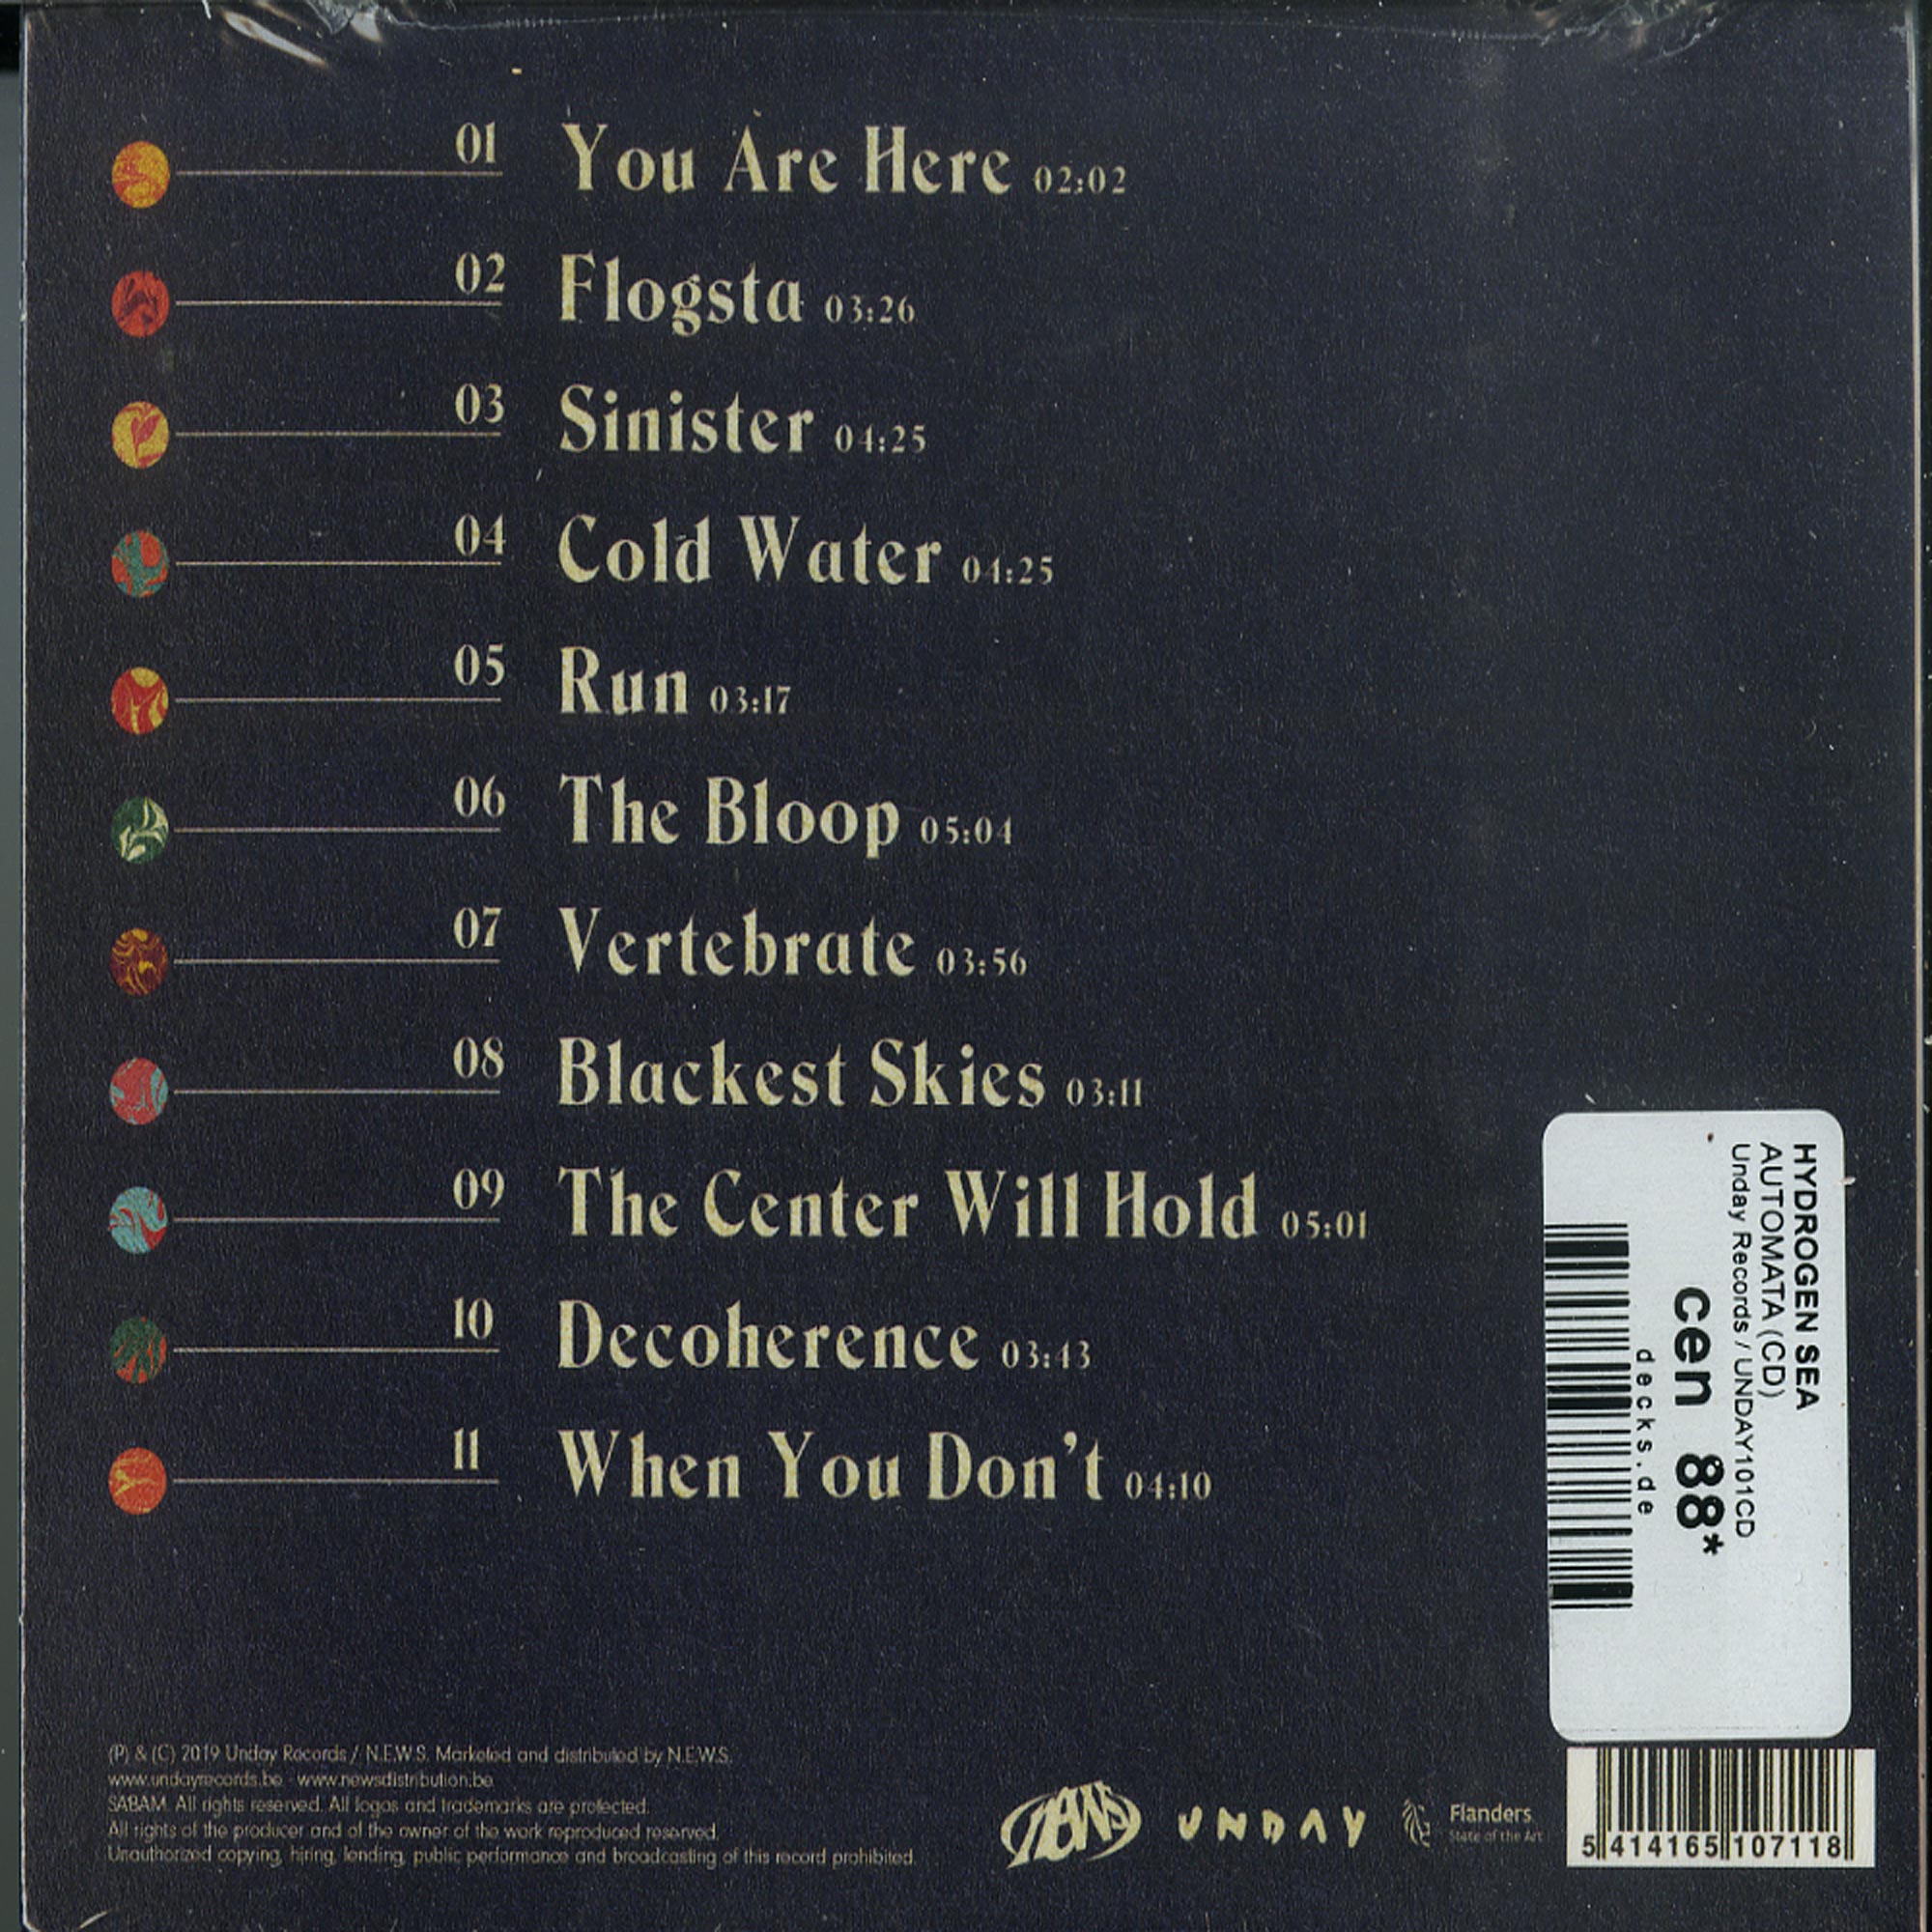 01 You Are Here 02:02
02 Flogsta 03:26
03 Sinister 04:25
04 Cold Water 04:25
05 Run 03:17
06 The Bloop 05:04
07 Vertebrate 03:56
08 Blackest Skies 03:11
09 The Center Will Hold 05:01
10 Decoherence 03:43
11 When You Don't 04:10
HYDROGEN SEA
AUTOMATA (CD)
Unday Records / UNDAY101CD
cen 88*
decks.de
(P) & (C) 2019 Unday Records / N.E.W.S. Marketed and distributed by N.E.W.S.
www.undayrecords.be - www.newsdistribution.be
SABAM. All rights reserved. All logos and trademarks are protected.
All rights of the producer and of the owner of the work reproduced reserved.
Unauthorized copying, hiring, lending, public performance and broadcasting of this record prohibited.
NEWS
UNDAY
Flanders
State of the Art
5 414165 107118